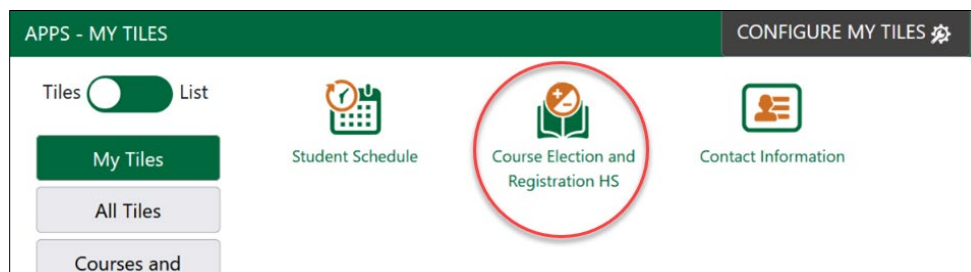 APPS - MY TILES
CONFIGURE MY TILES
Tiles List
My Tiles
All Tiles
Courses and
Student Schedule
Course Election and
Registration HS
Contact Information